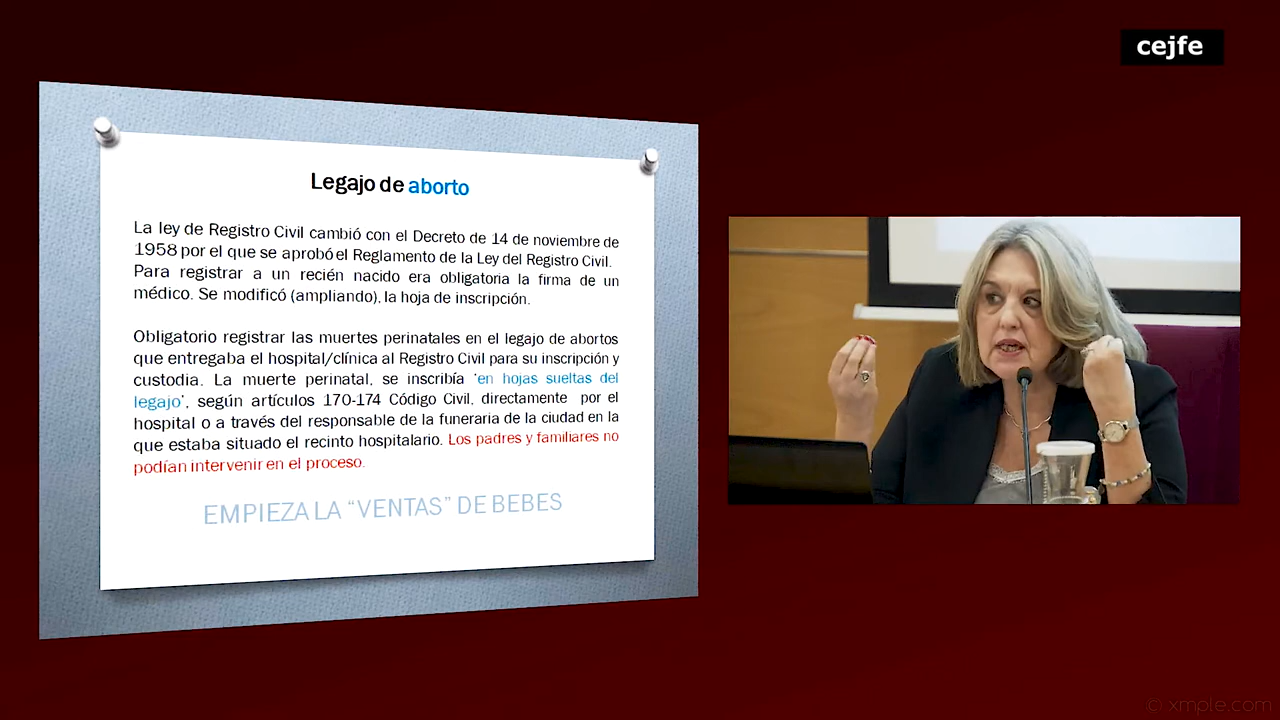 cejfe
Legajo de aborto
La ley de Registro Civil cambió con el Decreto de 14 de noviembre de
1958 por el que se aprobó el Reglamento de la Ley del Registro Civil.
Para registrar a un recién nacido era obligatoria la firma de un
médico. Se modificó (ampliando), la hoja de inscripción.
Obligatorio registrar las muertes perinatales en el legajo de abortos
que entregaba el hospital/clínica al Registro Civil para su inscripción y
custodia. La muerte perinatal, se inscribía 'en hojas sueltas del
legajo', según artículos 170-174 Código Civil, directamente por el
hospital o a través del responsable de la funeraria de la ciudad en la
que estaba situado el recinto hospitalario. Los padres y familiares no
podían intervenir en el proceso.
EMPIEZA LA "VENTAS" DE BEBES
© xmple.com